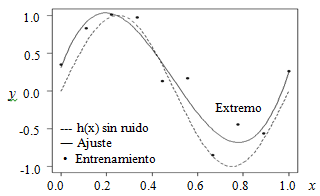 1.0
0.5
y
0.0
Extremo
-0.5
h(x) sin ruido
Ajuste
Entrenamiento
-1.0
0.0 0.2 0.4 0.6 0.8 1.0 x